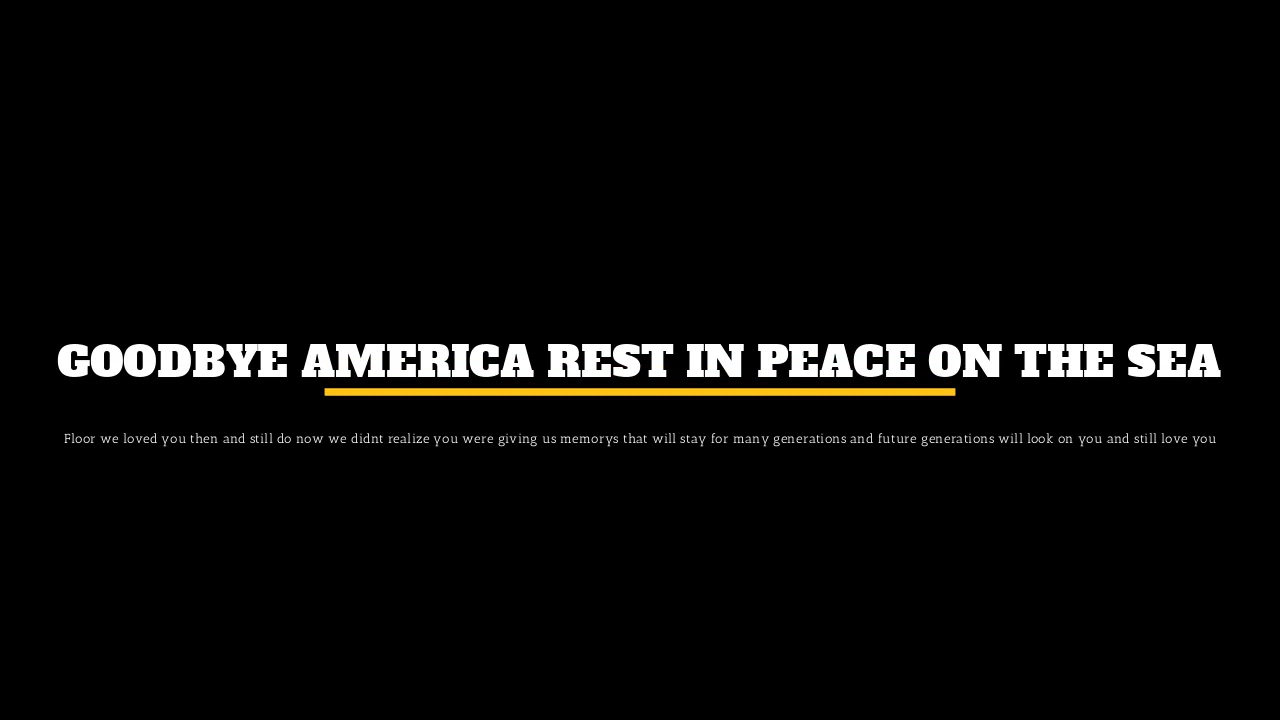 GOODBYE AMERICA REST IN PEACE ON THE SEA
Floor we loved you then and still do now we didnt realize you were giving us memorys that will stay for many generations and future generations will look on you and still love you